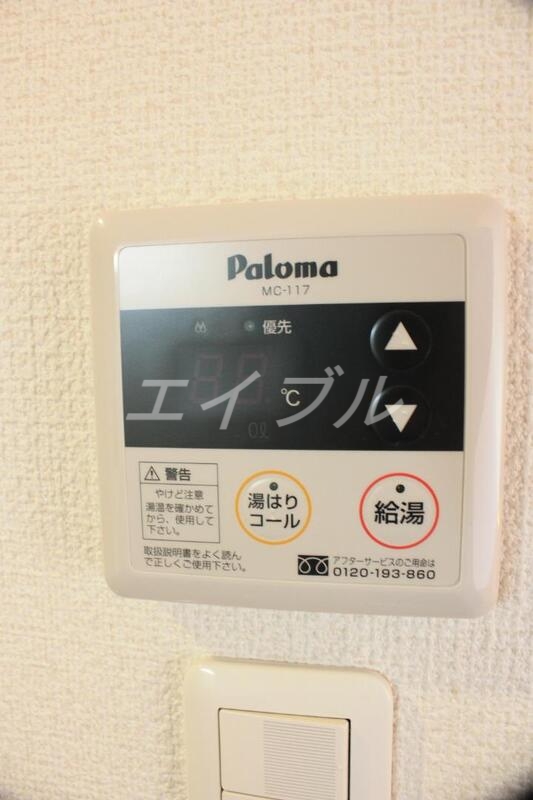 Paloma
MC-117
優先
80
℃
0ℓ
エイブル
警告
やけど注意
湯温を確かめて
から、使用して
下さい。
取扱説明書をよく読ん
で正しくご使用下さい。
湯はり
コール
給湯
アフターサービスのご用命は
0120-193-860